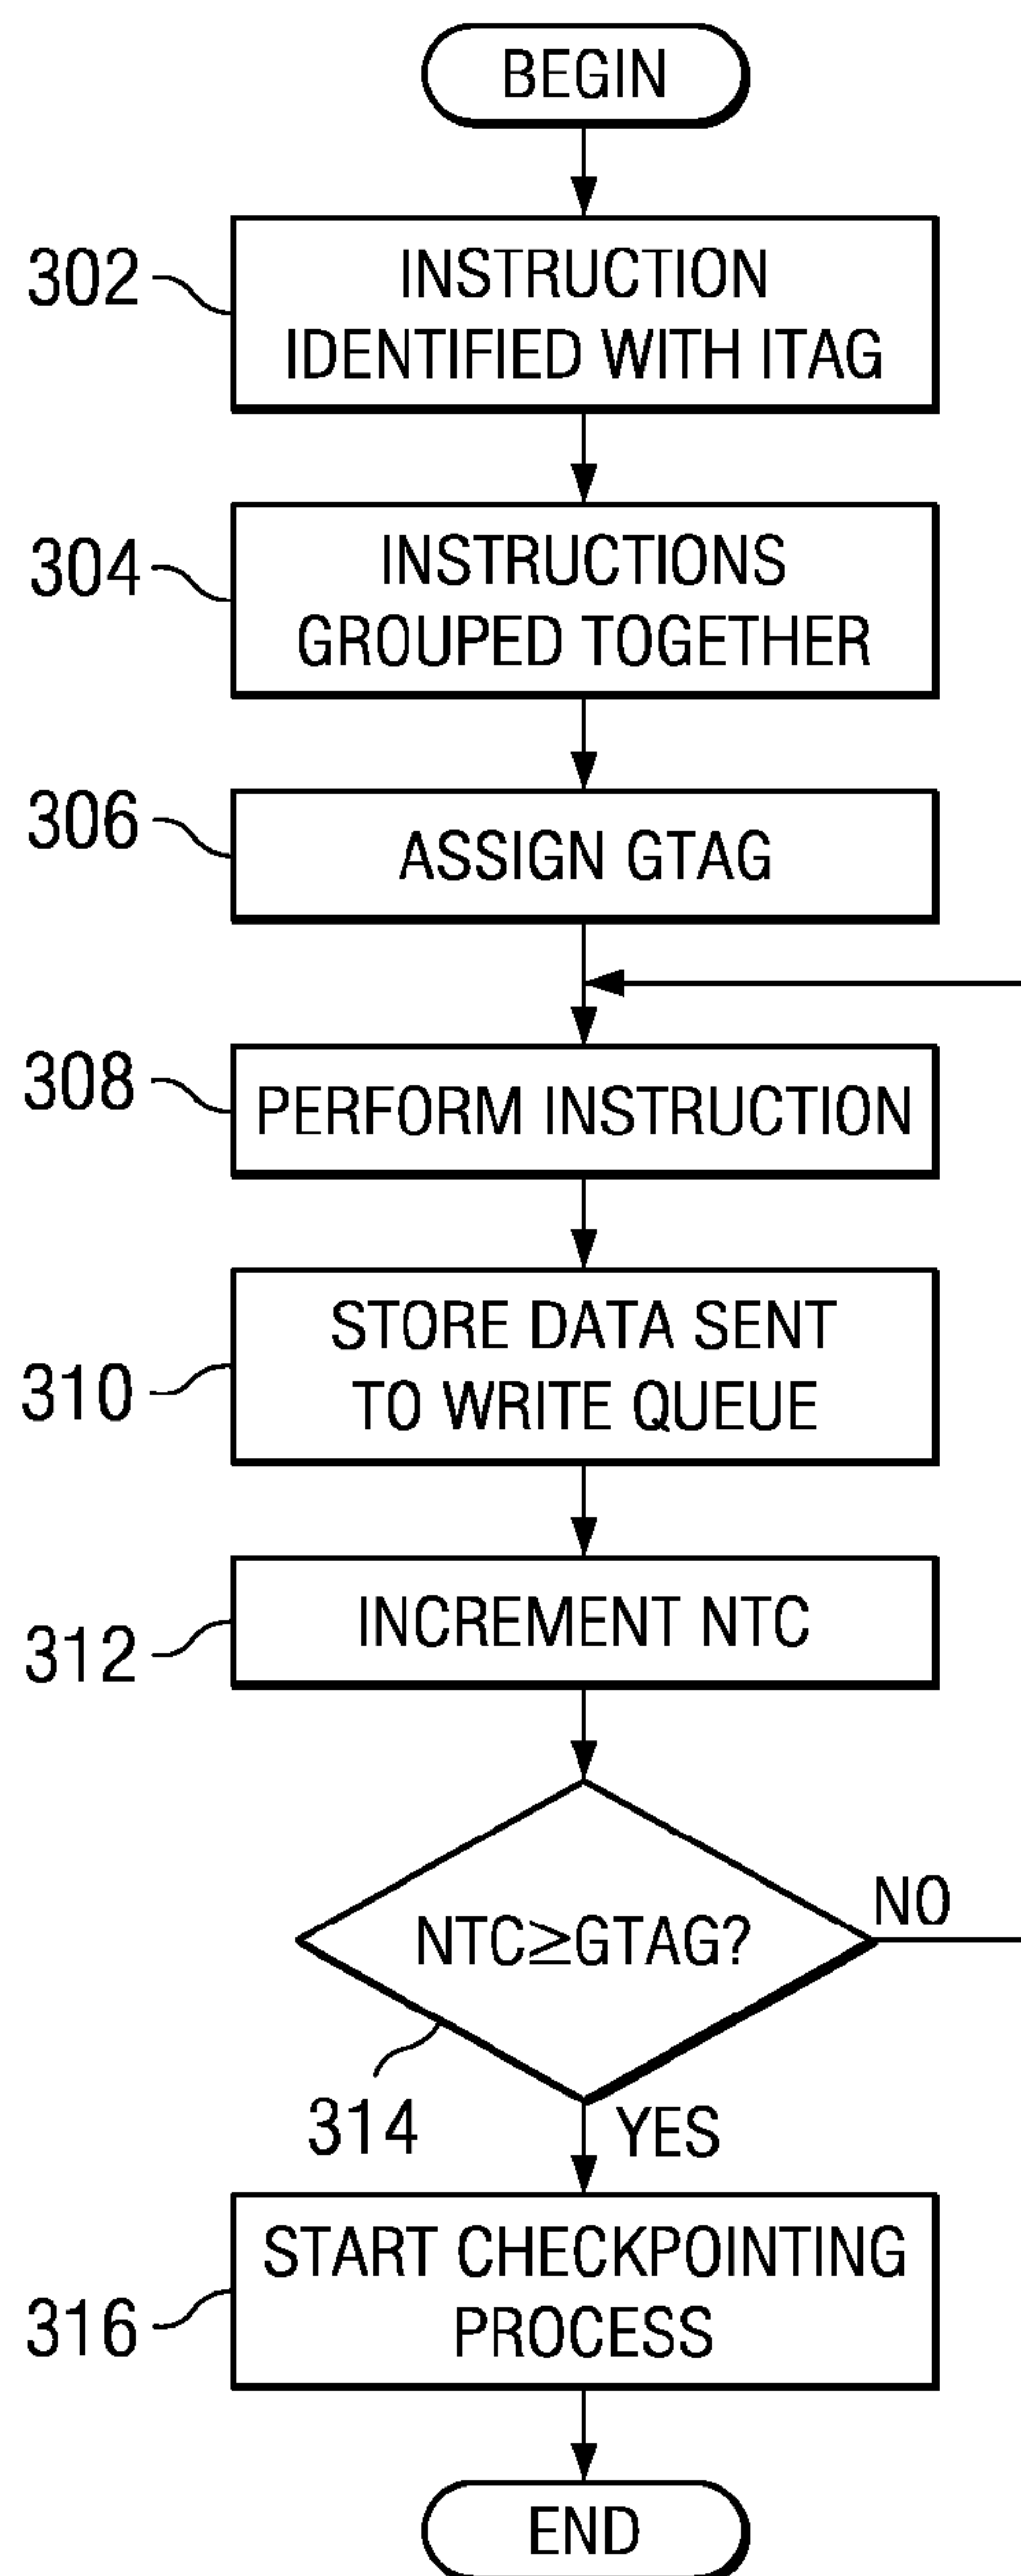 BEGIN
302
INSTRUCTION
IDENTIFIED WITH ITAG
304
INSTRUCTIONS
GROUPED TOGETHER
306
ASSIGN GTAG
308
PERFORM INSTRUCTION
310
STORE DATA SENT
TO WRITE QUEUE
312
INCREMENT NTC
NTC≥GTAG?
NO
314
YES
316
START CHECKPOINTING
PROCESS
END